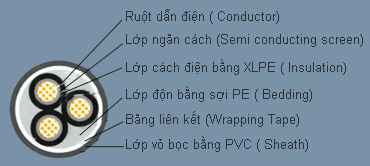 Ruột dẫn điện ( Conductor)
Lớp ngăn cách (Semi conducting screen)
Lớp cách điện bằng XLPE ( Insulation)
Lớp độn bằng sợi PE ( Bedding)
Băng liên kết (Wrapping Tape)
Lớp vỏ bọc bằng PVC ( Sheath)